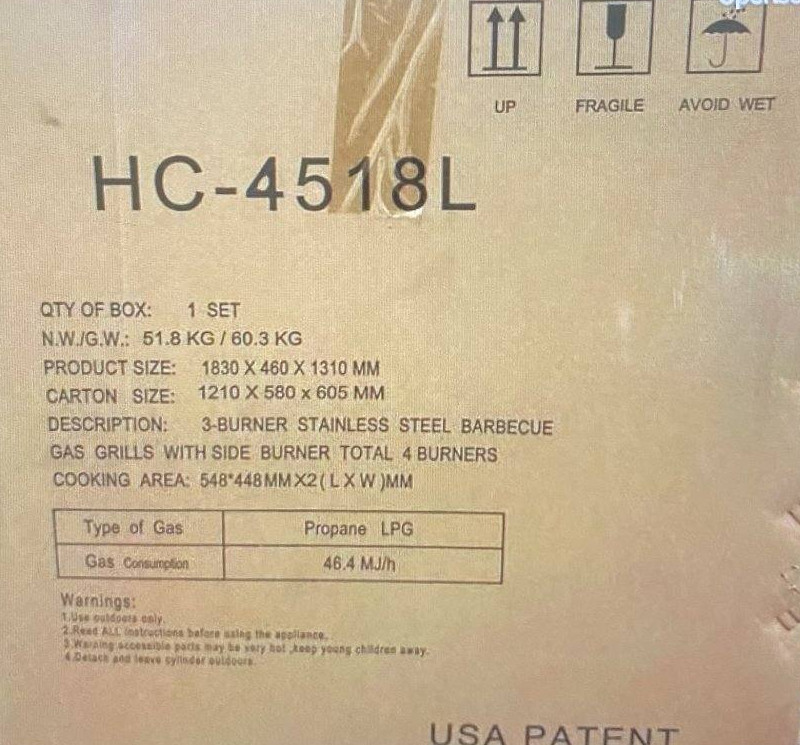 UP FRAGILE AVOID WET
HC-4518L
QTY OF BOX: 1 SET
N.W./G.W.: 51.8 KG / 60.3 KG
PRODUCT SIZE: 1830 X 460 X 1310 MM
CARTON SIZE: 1210 X 580 x 605 MM
DESCRIPTION: 3-BURNER STAINLESS STEEL BARBECUE
GAS GRILLS WITH SIDE BURNER TOTAL 4 BURNERS
COOKING AREA: 548*448MMX2( L X W )MM
Type of Gas Propane LPG
Gas Consumption 46.4 MJ/h
Warnings:
1.Use outdoors only.
2.Read ALL instructions before using the appliance.
3.Warning:accessible parts may be very hot ,keep young children away.
4.Detach and leave cylinder outdoors.
USA PATENT